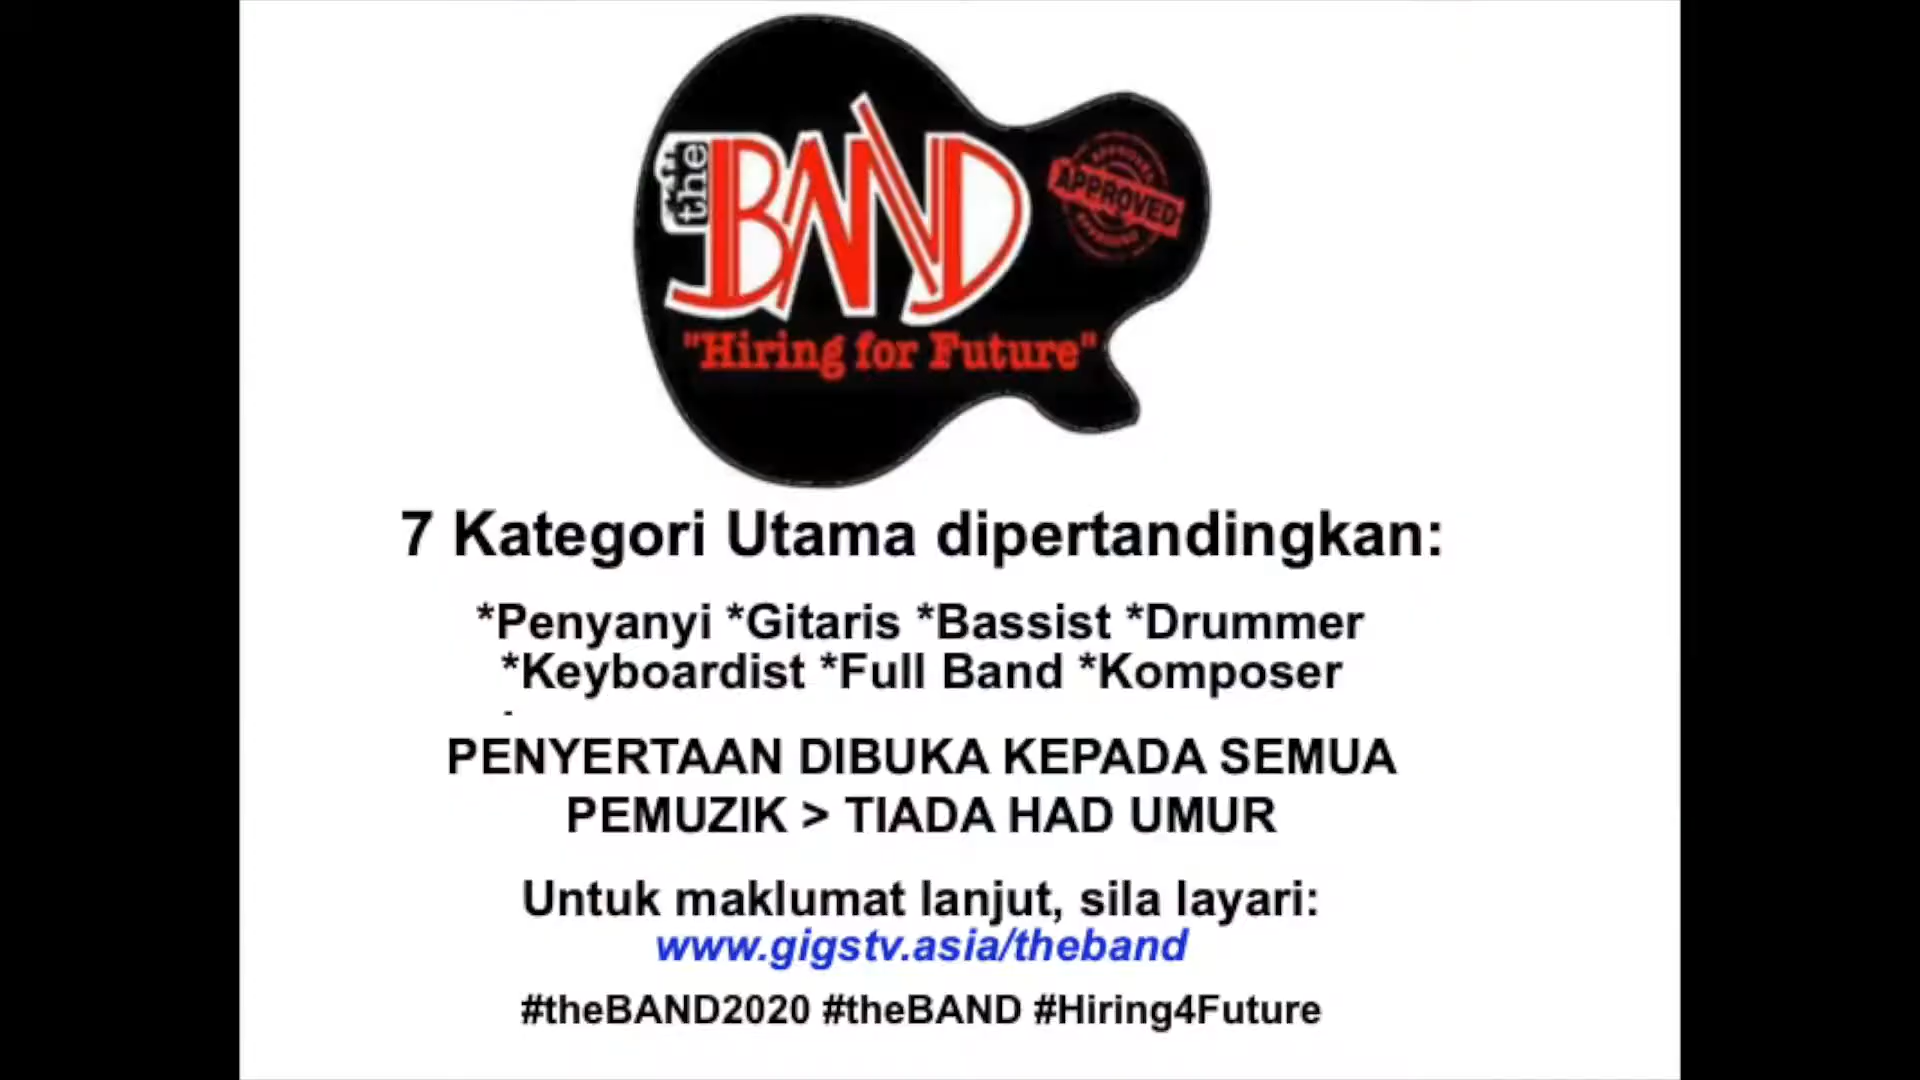 the BAND
APPROVED
APPROVED
APPROVED
"Hiring for Future"
7 Kategori Utama dipertandingkan:
*Penyanyi *Gitaris *Bassist *Drummer
*Keyboardist *Full Band *Komposer
PENYERTAAN DIBUKA KEPADA SEMUA
PEMUZIK > TIADA HAD UMUR
Untuk maklumat lanjut, sila layari:
www.gigstv.asia/theband
#theBAND2020 #theBAND #Hiring4Future